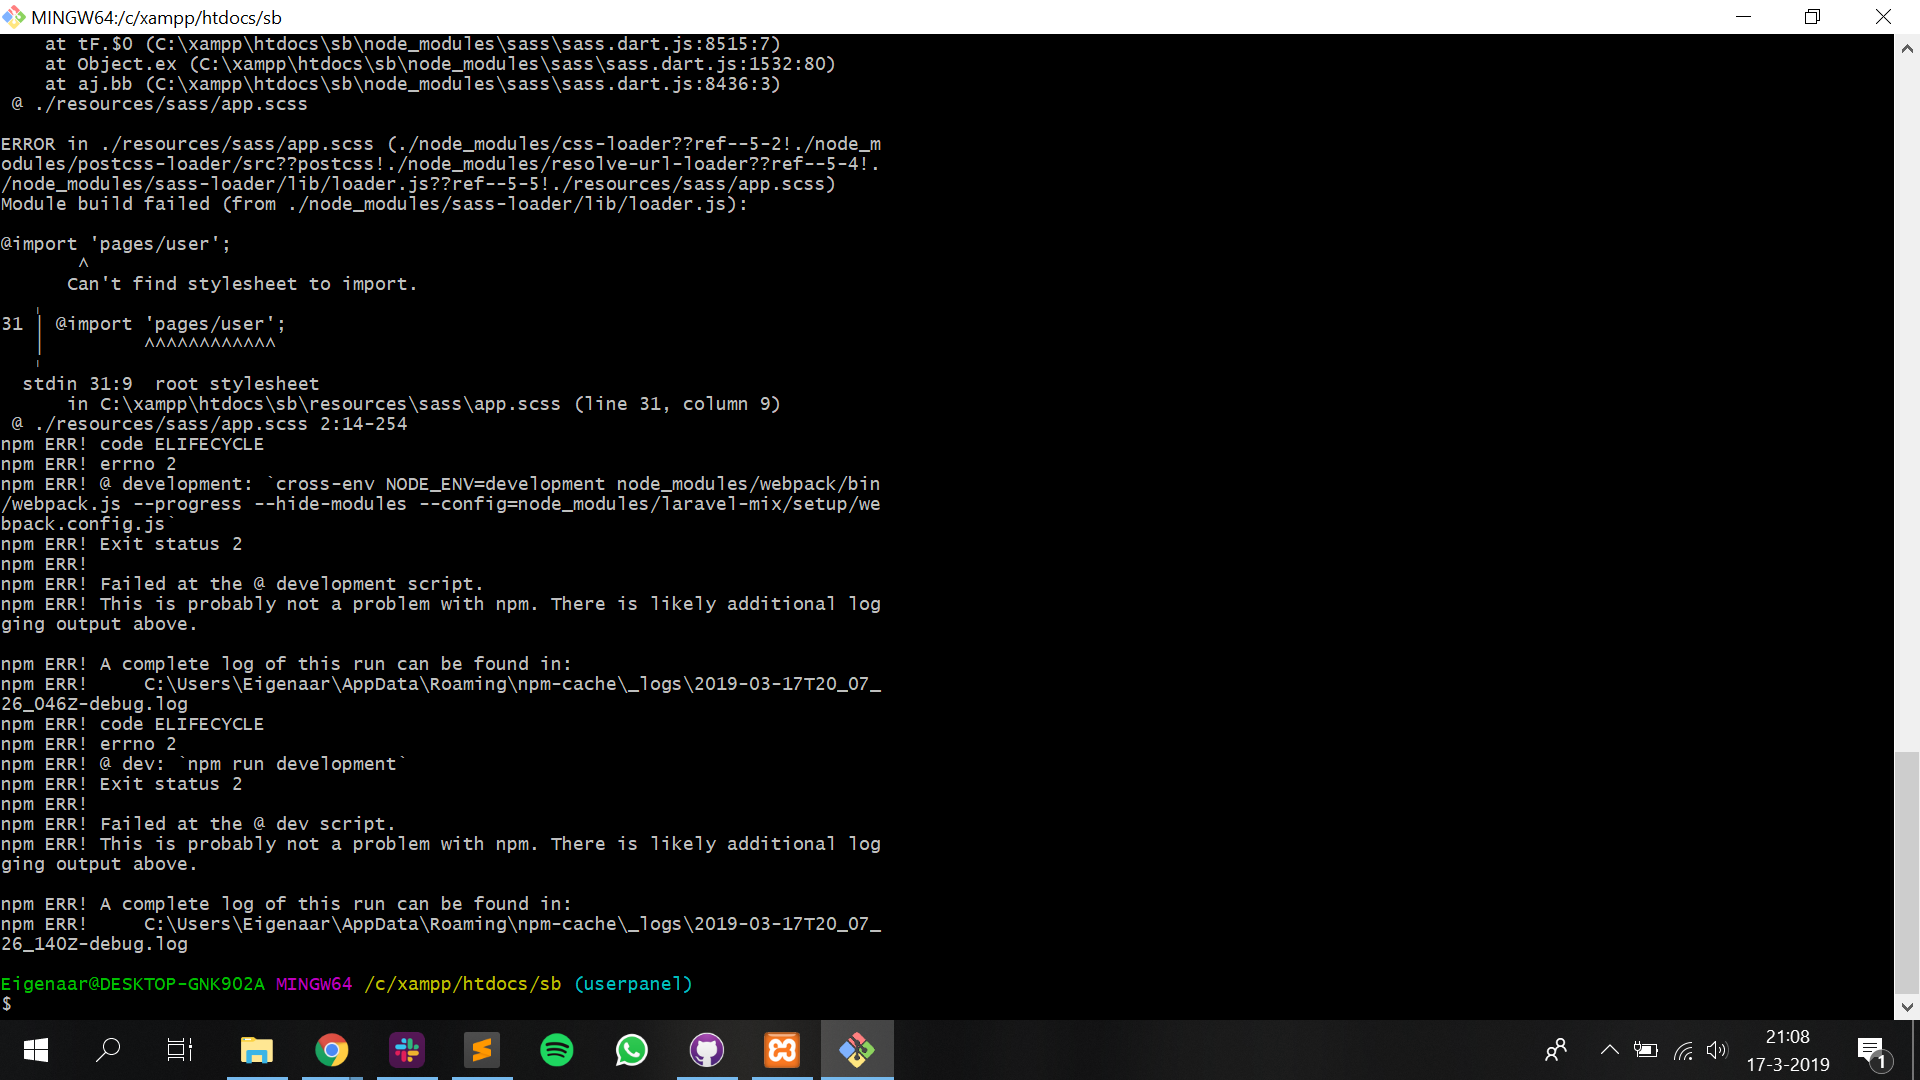 MINGW64:/c/xampp/htdocs/sb
at tF.$0 (C:\xampp\htdocs\sb\node_modules\sass\sass.dart.js:8515:7)
at Object.ex (C:\xampp\htdocs\sb\node_modules\sass\sass.dart.js:1532:80)
at aj.bb (C:\xampp\htdocs\sb\node_modules\sass\sass.dart.js:8436:3)
@ ./resources/sass/app.scss
ERROR in ./resources/sass/app.scss (./node_modules/css-loader??ref--5-2!./node_m
odules/postcss-loader/src??postcss!./node_modules/resolve-url-loader??ref--5-4!.
/node_modules/sass-loader/lib/loader.js??ref--5-5!./resources/sass/app.scss)
Module build failed (from ./node_modules/sass-loader/lib/loader.js):
@import 'pages/user';
^
Can't find stylesheet to import.
╷
31 │ @import 'pages/user';
│ ^^^^^^^^^^^^
╵
stdin 31:9  root stylesheet
in C:\xampp\htdocs\sb\resources\sass\app.scss (line 31, column 9)
@ ./resources/sass/app.scss 2:14-254
npm ERR! code ELIFECYCLE
npm ERR! errno 2
npm ERR! @ development: `cross-env NODE_ENV=development node_modules/webpack/bin
/webpack.js --progress --hide-modules --config=node_modules/laravel-mix/setup/we
bpack.config.js`
npm ERR! Exit status 2
npm ERR!
npm ERR! Failed at the @ development script.
npm ERR! This is probably not a problem with npm. There is likely additional log
ging output above.
npm ERR! A complete log of this run can be found in:
npm ERR!     C:\Users\Eigenaar\AppData\Roaming\npm-cache\_logs\2019-03-17T20_07_
26_046Z-debug.log
npm ERR! code ELIFECYCLE
npm ERR! errno 2
npm ERR! @ dev: `npm run development`
npm ERR! Exit status 2
npm ERR!
npm ERR! Failed at the @ dev script.
npm ERR! This is probably not a problem with npm. There is likely additional log
ging output above.
npm ERR! A complete log of this run can be found in:
npm ERR!     C:\Users\Eigenaar\AppData\Roaming\npm-cache\_logs\2019-03-17T20_07_
26_140Z-debug.log
Eigenaar@DESKTOP-GNK902A MINGW64 /c/xampp/htdocs/sb (userpanel)
$
21:08
17-3-2019
1